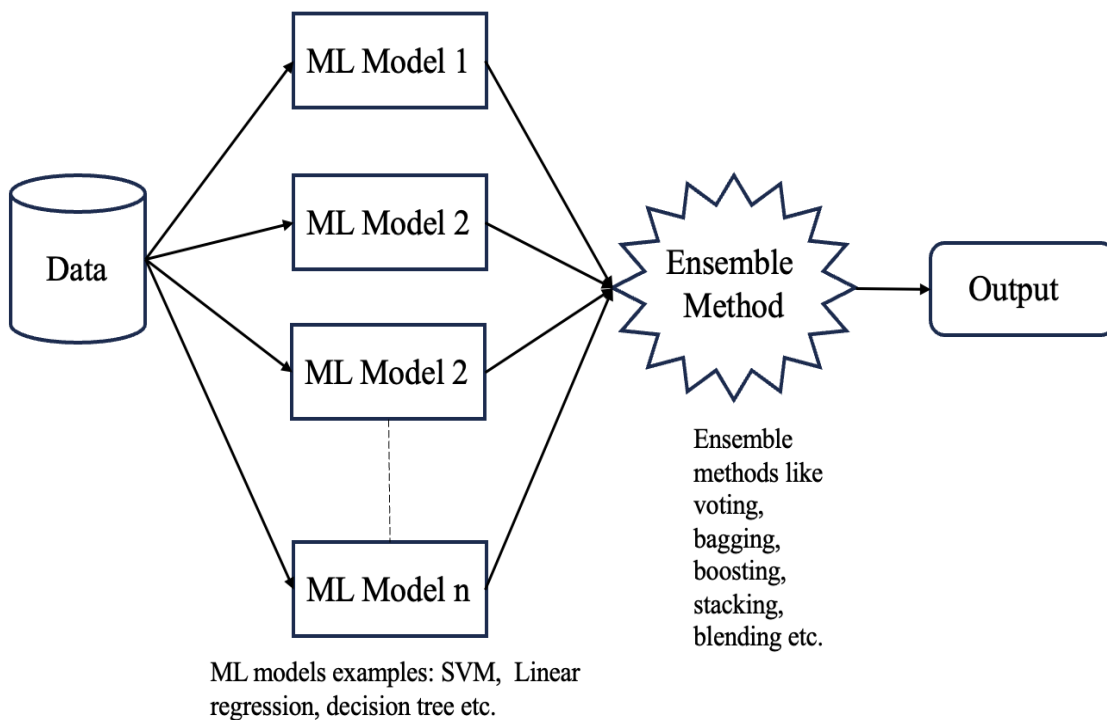 ML Model 1
ML Model 2
Data
Ensemble
Method
Output
ML Model 2
Ensemble
methods like
voting,
bagging,
boosting,
stacking,
blending etc.
ML Model n
ML models examples: SVM, Linear
regression, decision tree etc.